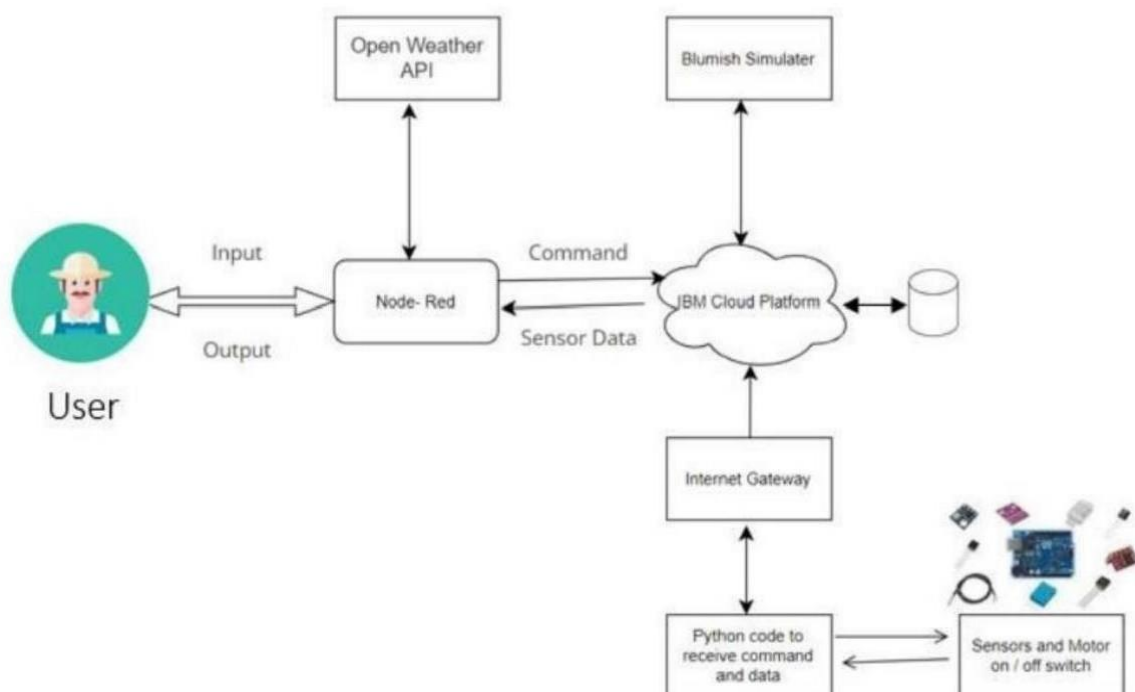 Open Weather
API
Blumish Simulater
Input
Command
Node- Red
IBM Cloud Platform
Output
Sensor Data
User
Internet Gateway
Python code to
receive command
and data
Sensors and Motor
on / off switch